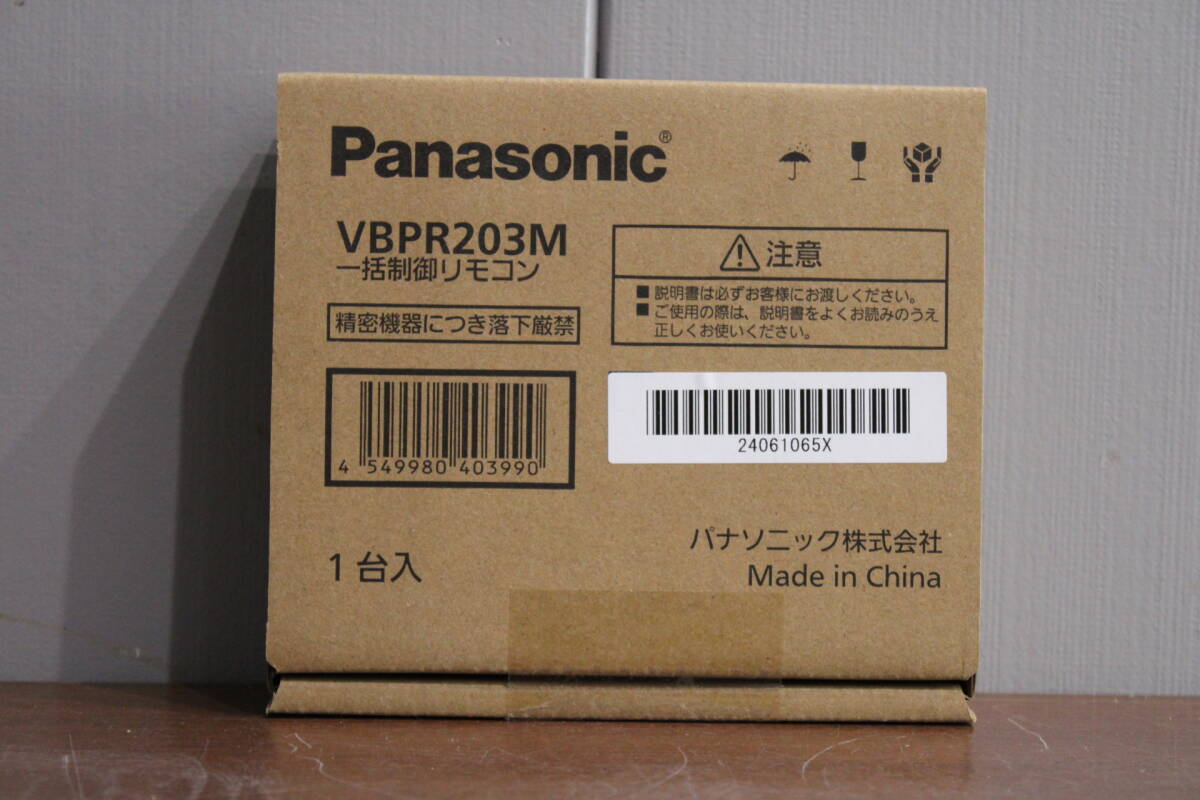 Panasonic®
VBPR203M
一括制御リモコン
精密機器につき落下厳禁
⚠注意
■説明書は必ずお客様にお渡しください。
■ご使用の際は、説明書をよくお読みのうえ
正しくお使いください。
4 549980 403990
24061065X
1台入
パナソニック株式会社
Made in China